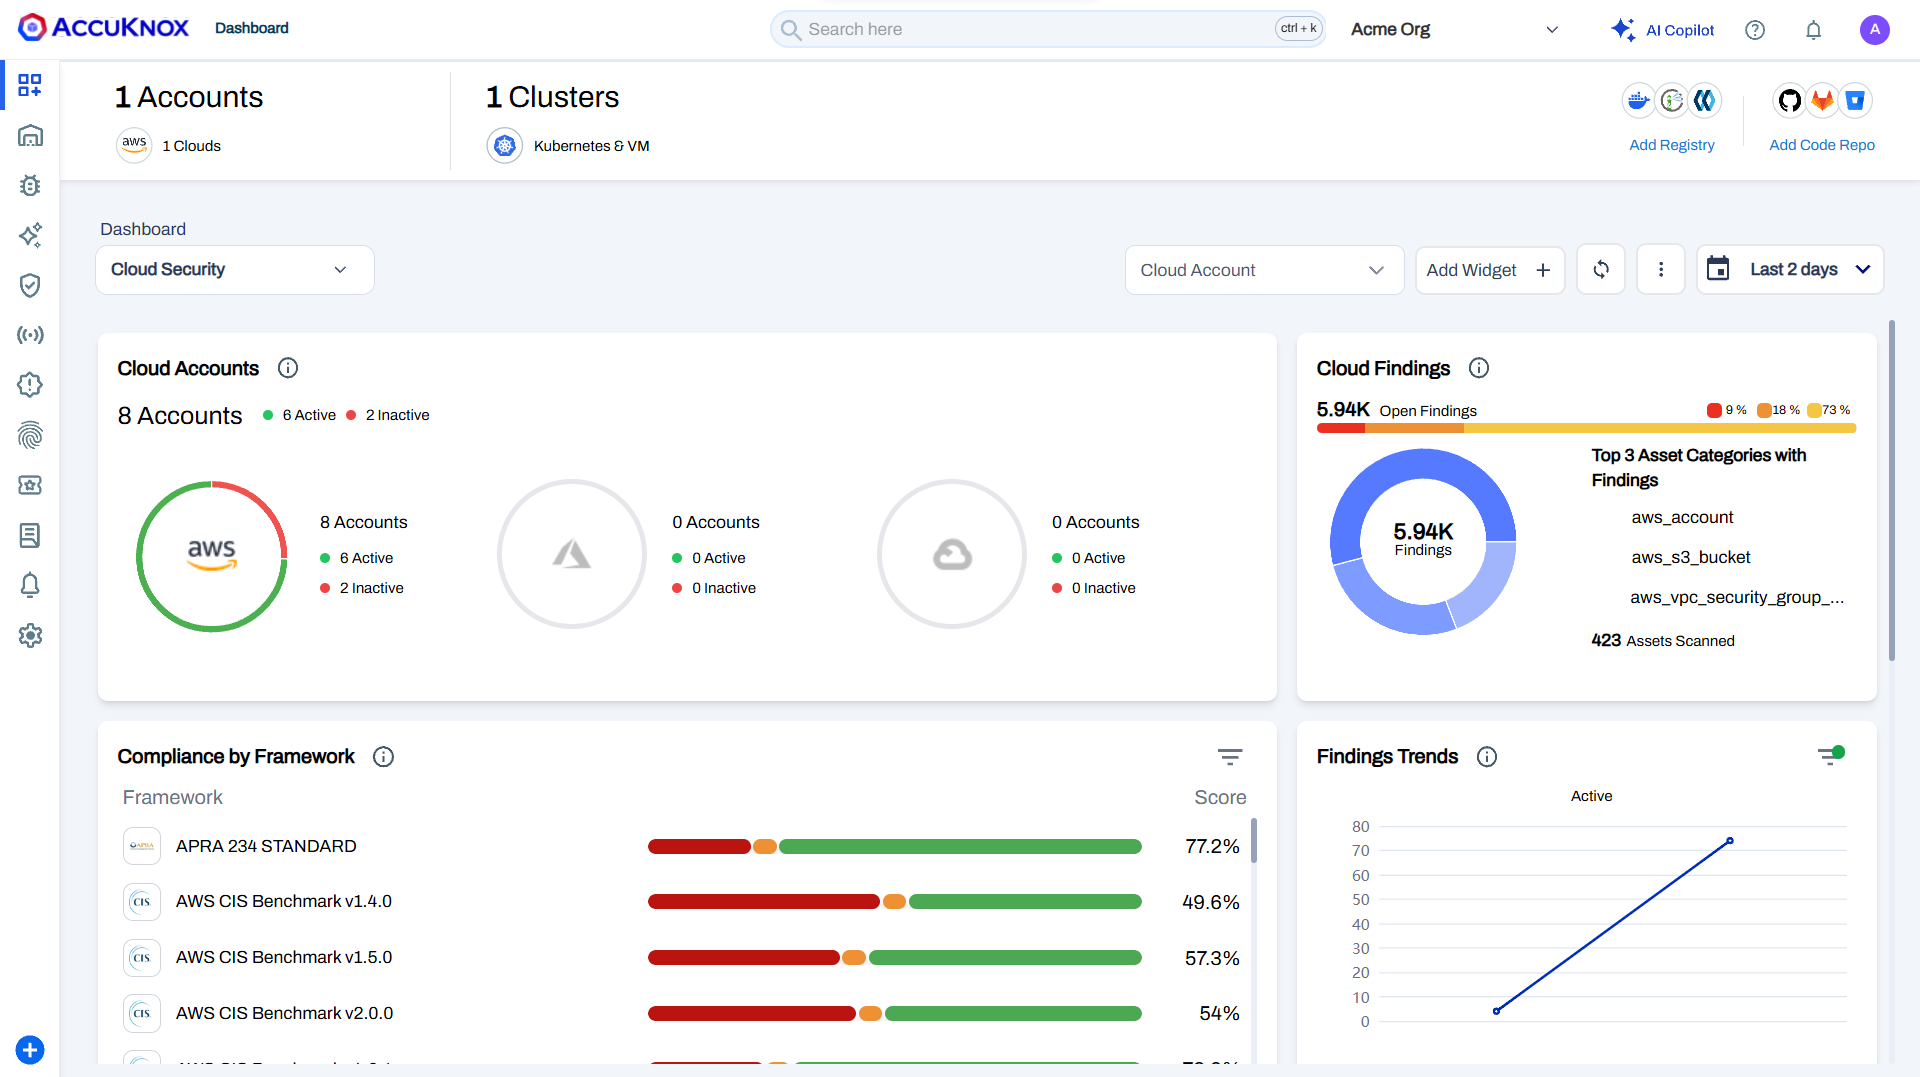 ACCUKNOX
Dashboard
Search here
ctrl + k
Acme Org
AI Copilot
A
1 Accounts
aws
1 Clouds
1 Clusters
Kubernetes & VM
Add Registry
Add Code Repo
Dashboard
Cloud Security
Cloud Account
Add Widget
Last 2 days
Cloud Accounts
8 Accounts
6 Active
2 Inactive
aws
8 Accounts
6 Active
2 Inactive
0 Accounts
0 Active
0 Inactive
0 Accounts
0 Active
0 Inactive
Cloud Findings
5.94K Open Findings
9 %
18 %
73 %
5.94K
Findings
Top 3 Asset Categories with
Findings
aws_account
aws_s3_bucket
aws_vpc_security_group_...
423 Assets Scanned
Compliance by Framework
Framework
Score
APRA
APRA 234 STANDARD
77.2%
CIS.
AWS CIS Benchmark v1.4.0
49.6%
CIS.
AWS CIS Benchmark v1.5.0
57.3%
CIS.
AWS CIS Benchmark v2.0.0
54%
Findings Trends
Active
80
70
60
50
40
30
20
10
0